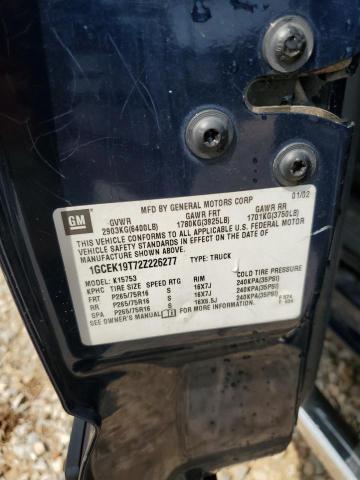 GM
MFD BY GENERAL MOTORS CORP 01/02
GVWR GAWR FRT GAWR RR
2903KG(6400LB) 1780KG(3925LB) 1701KG(3750LB)
THIS VEHICLE CONFORMS TO ALL APPLICABLE U.S. FEDERAL MOTOR
VEHICLE SAFETY STANDARDS IN EFFECT ON THE DATE OF
MANUFACTURE SHOWN ABOVE.
1GCEK19T72Z226277 TYPE: TRUCK
MODEL: K15753
KPHC TIRE SIZE SPEED RTG RIM COLD TIRE PRESSURE
FRT P265/75R16 S 16X7J 240KPA(35PSI)
RR P265/75R16 S 16X7J 240KPA(35PSI)
SPA P265/75R16 S 16X6.5J 240KPA(35PSI)
SEE OWNER'S MANUAL FOR ADDITIONAL INFORMATION.